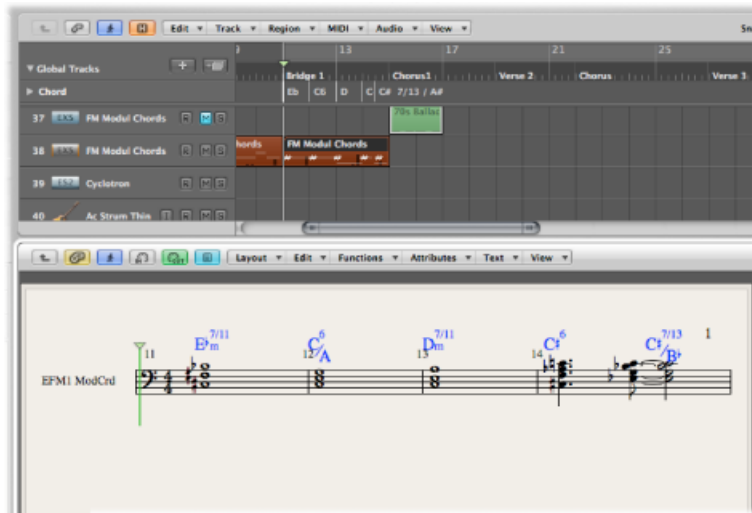 Edit Track Region MIDI Audio View Sn
9 13 17 21 25
Global Tracks
Bridge 1 Chorus1 Verse 2 Chorus Verse 3
Chord Eb C6 D C C# 7/13 / A#
37 FM Modul Chords R M S 70s Ballad
38 FM Modul Chords R M S hords FM Modul Chords
39 ES2 Cyclotron R M S
40 Ac Strum Thin I R M S
Layout Edit Functions Attributes Text View
E♭m7/11 C6/A Dm7/11 C♯6 C♯7/13/B♭ 1
11 12 13 14
EFM1 ModCrd